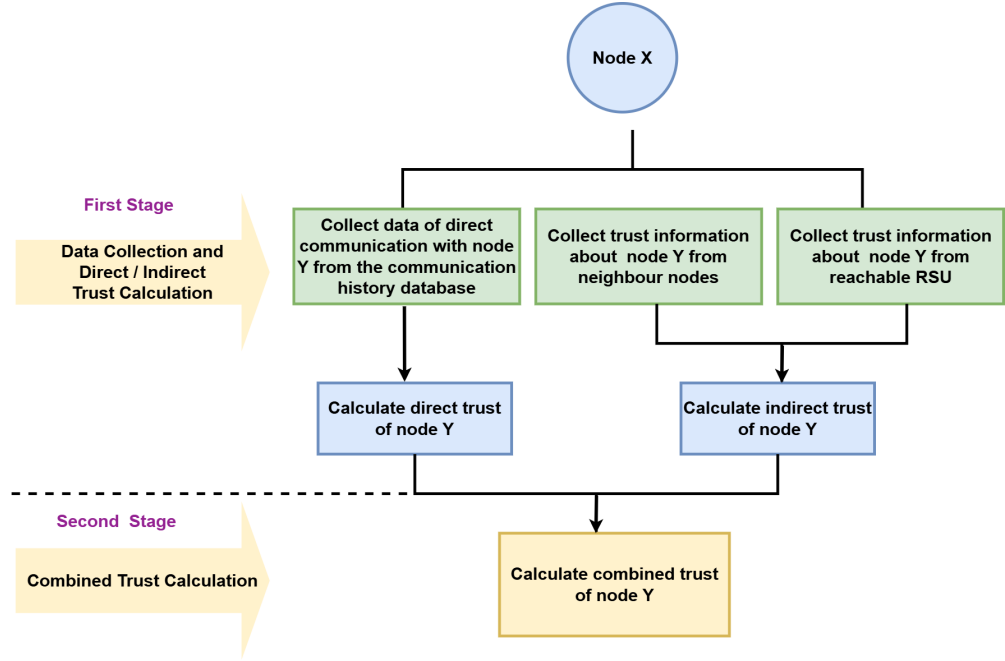 Node X
First Stage
Data Collection and
Direct / Indirect
Trust Calculation
Collect data of direct
communication with node
Y from the communication
history database
Collect trust information
about node Y from
neighbour nodes
Collect trust information
about node Y from
reachable RSU
Calculate direct trust
of node Y
Calculate indirect trust
of node Y
Second Stage
Combined Trust Calculation
Calculate combined trust
of node Y